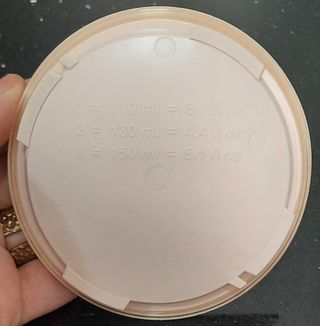 1 = 110 ml = 3.7 fl oz
2 = 130 ml = 4.4 fl oz
3 = 150 ml = 5.1 fl oz